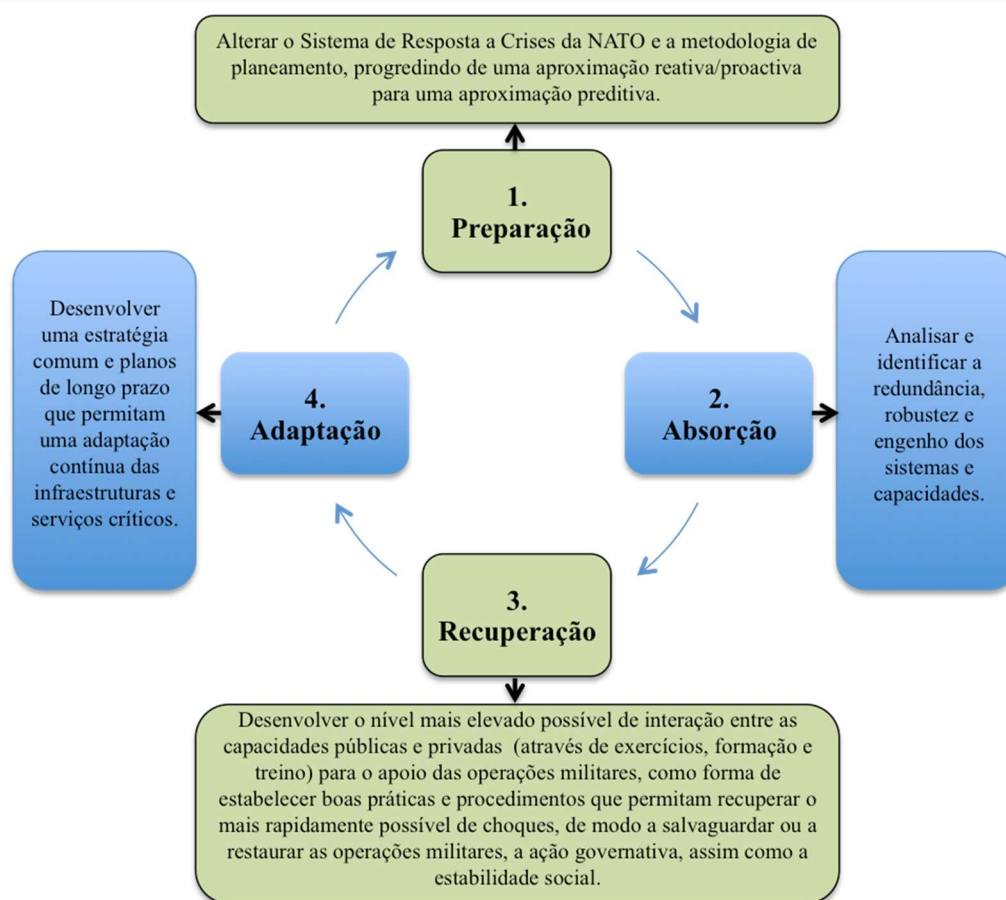 Alterar o Sistema de Resposta a Crises da NATO e a metodologia de
planeamento, progredindo de uma aproximação reativa/proactiva
para uma aproximação preditiva.
1.
Preparação
Desenvolver
uma estratégia
comum e planos
de longo prazo
que permitam
uma adaptação
contínua das
infraestruturas e
serviços críticos.
4.
Adaptação
2.
Absorção
Analisar e
identificar a
redundância,
robustez e
engenho dos
sistemas e
capacidades.
3.
Recuperação
Desenvolver o nível mais elevado possível de interação entre as
capacidades públicas e privadas (através de exercícios, formação e
treino) para o apoio das operações militares, como forma de
estabelecer boas práticas e procedimentos que permitam recuperar o
mais rapidamente possível de choques, de modo a salvaguardar ou a
restaurar as operações militares, a ação governativa, assim como a
estabilidade social.